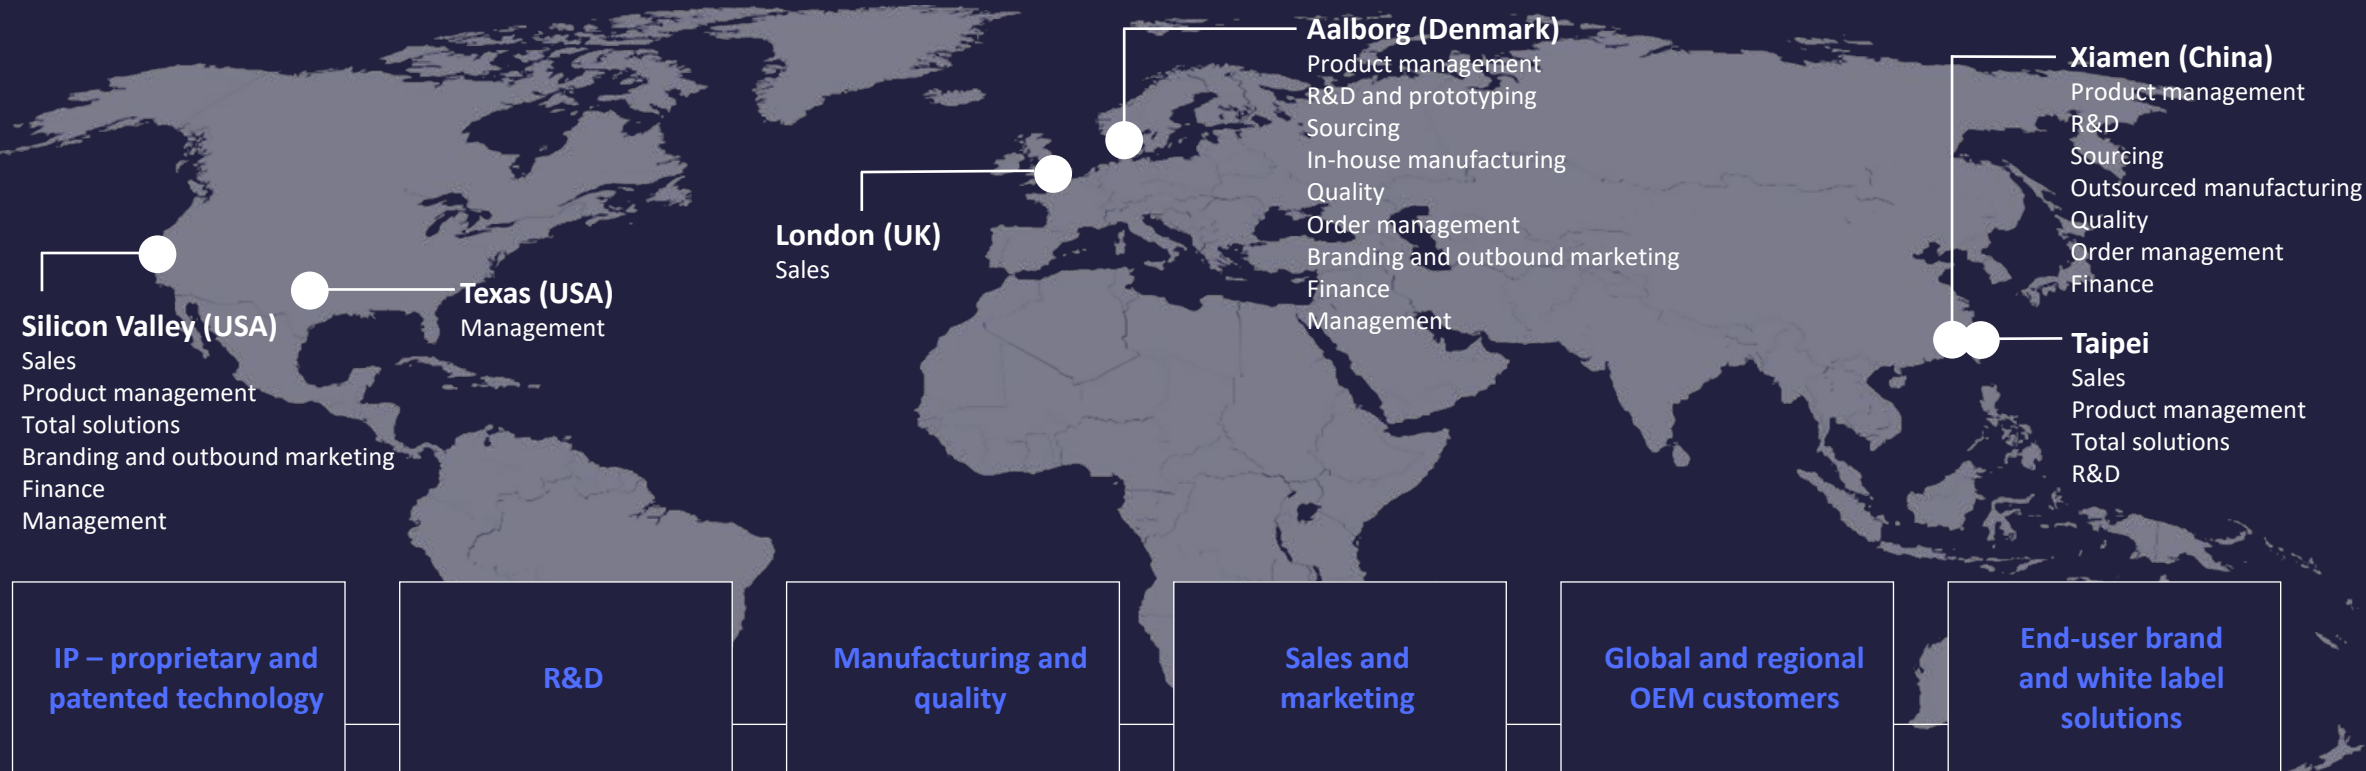 Silicon Valley (USA)
Sales
Product management
Total solutions
Branding and outbound marketing
Finance
Management
Texas (USA)
Management
London (UK)
Sales
Aalborg (Denmark)
Product management
R&D and prototyping
Sourcing
In-house manufacturing
Quality
Order management
Branding and outbound marketing
Finance
Management
Xiamen (China)
Product management
R&D
Sourcing
Outsourced manufacturing
Quality
Order management
Finance
Taipei
Sales
Product management
Total solutions
R&D
IP – proprietary and
patented technology
R&D
Manufacturing and
quality
Sales and
marketing
Global and regional
OEM customers
End-user brand
and white label
solutions